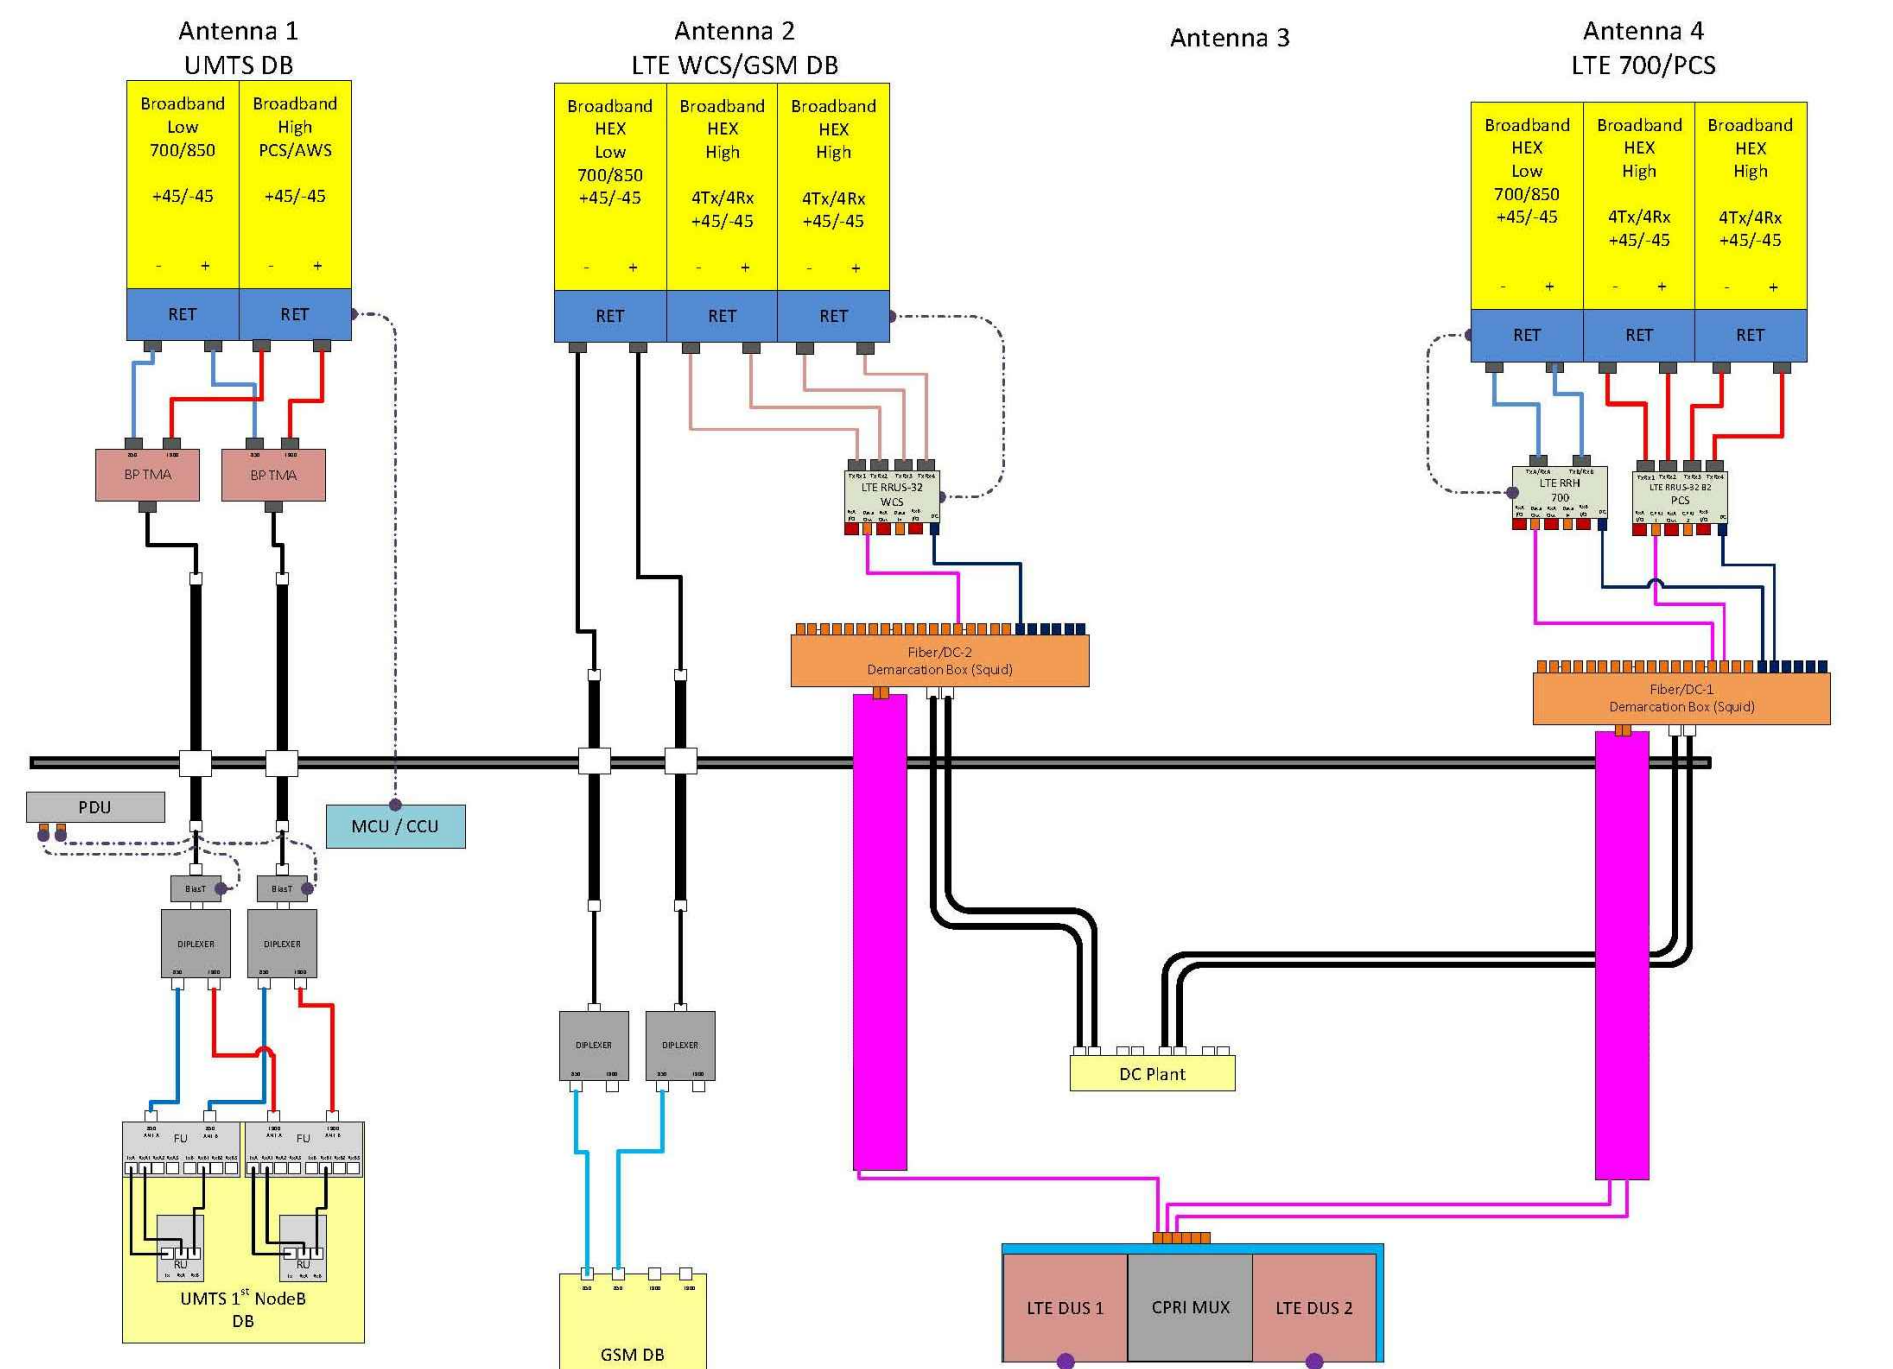 Antenna 1
UMTS DB
Antenna 2
LTE WCS/GSM DB
Antenna 3
Antenna 4
LTE 700/PCS
Broadband
Low
700/850
+45/-45
- +
Broadband
High
PCS/AWS
+45/-45
- +
RET
RET
Broadband
HEX
Low
700/850
+45/-45
- +
Broadband
HEX
High
4Tx/4Rx
+45/-45
- +
Broadband
HEX
High
4Tx/4Rx
+45/-45
- +
RET
RET
RET
Broadband
HEX
Low
700/850
+45/-45
- +
Broadband
HEX
High
4Tx/4Rx
+45/-45
- +
Broadband
HEX
High
4Tx/4Rx
+45/-45
- +
RET
RET
RET
BP TMA
BP TMA
TxRx1 TxRx2 TxRx3 TxRx4
LTE RRUS-32
WCS
LTE RRH
700
LTE RRUS-32 B2
PCS
Fiber/DC-2
Demarcation Box (Squid)
Fiber/DC-1
Demarcation Box (Squid)
PDU
MCU / CCU
BiasT
BiasT
DIPLEXER
DIPLEXER
DIPLEXER
DIPLEXER
DC Plant
FU
FU
RU
RU
UMTS 1st NodeB
DB
GSM DB
LTE DUS 1
CPRI MUX
LTE DUS 2